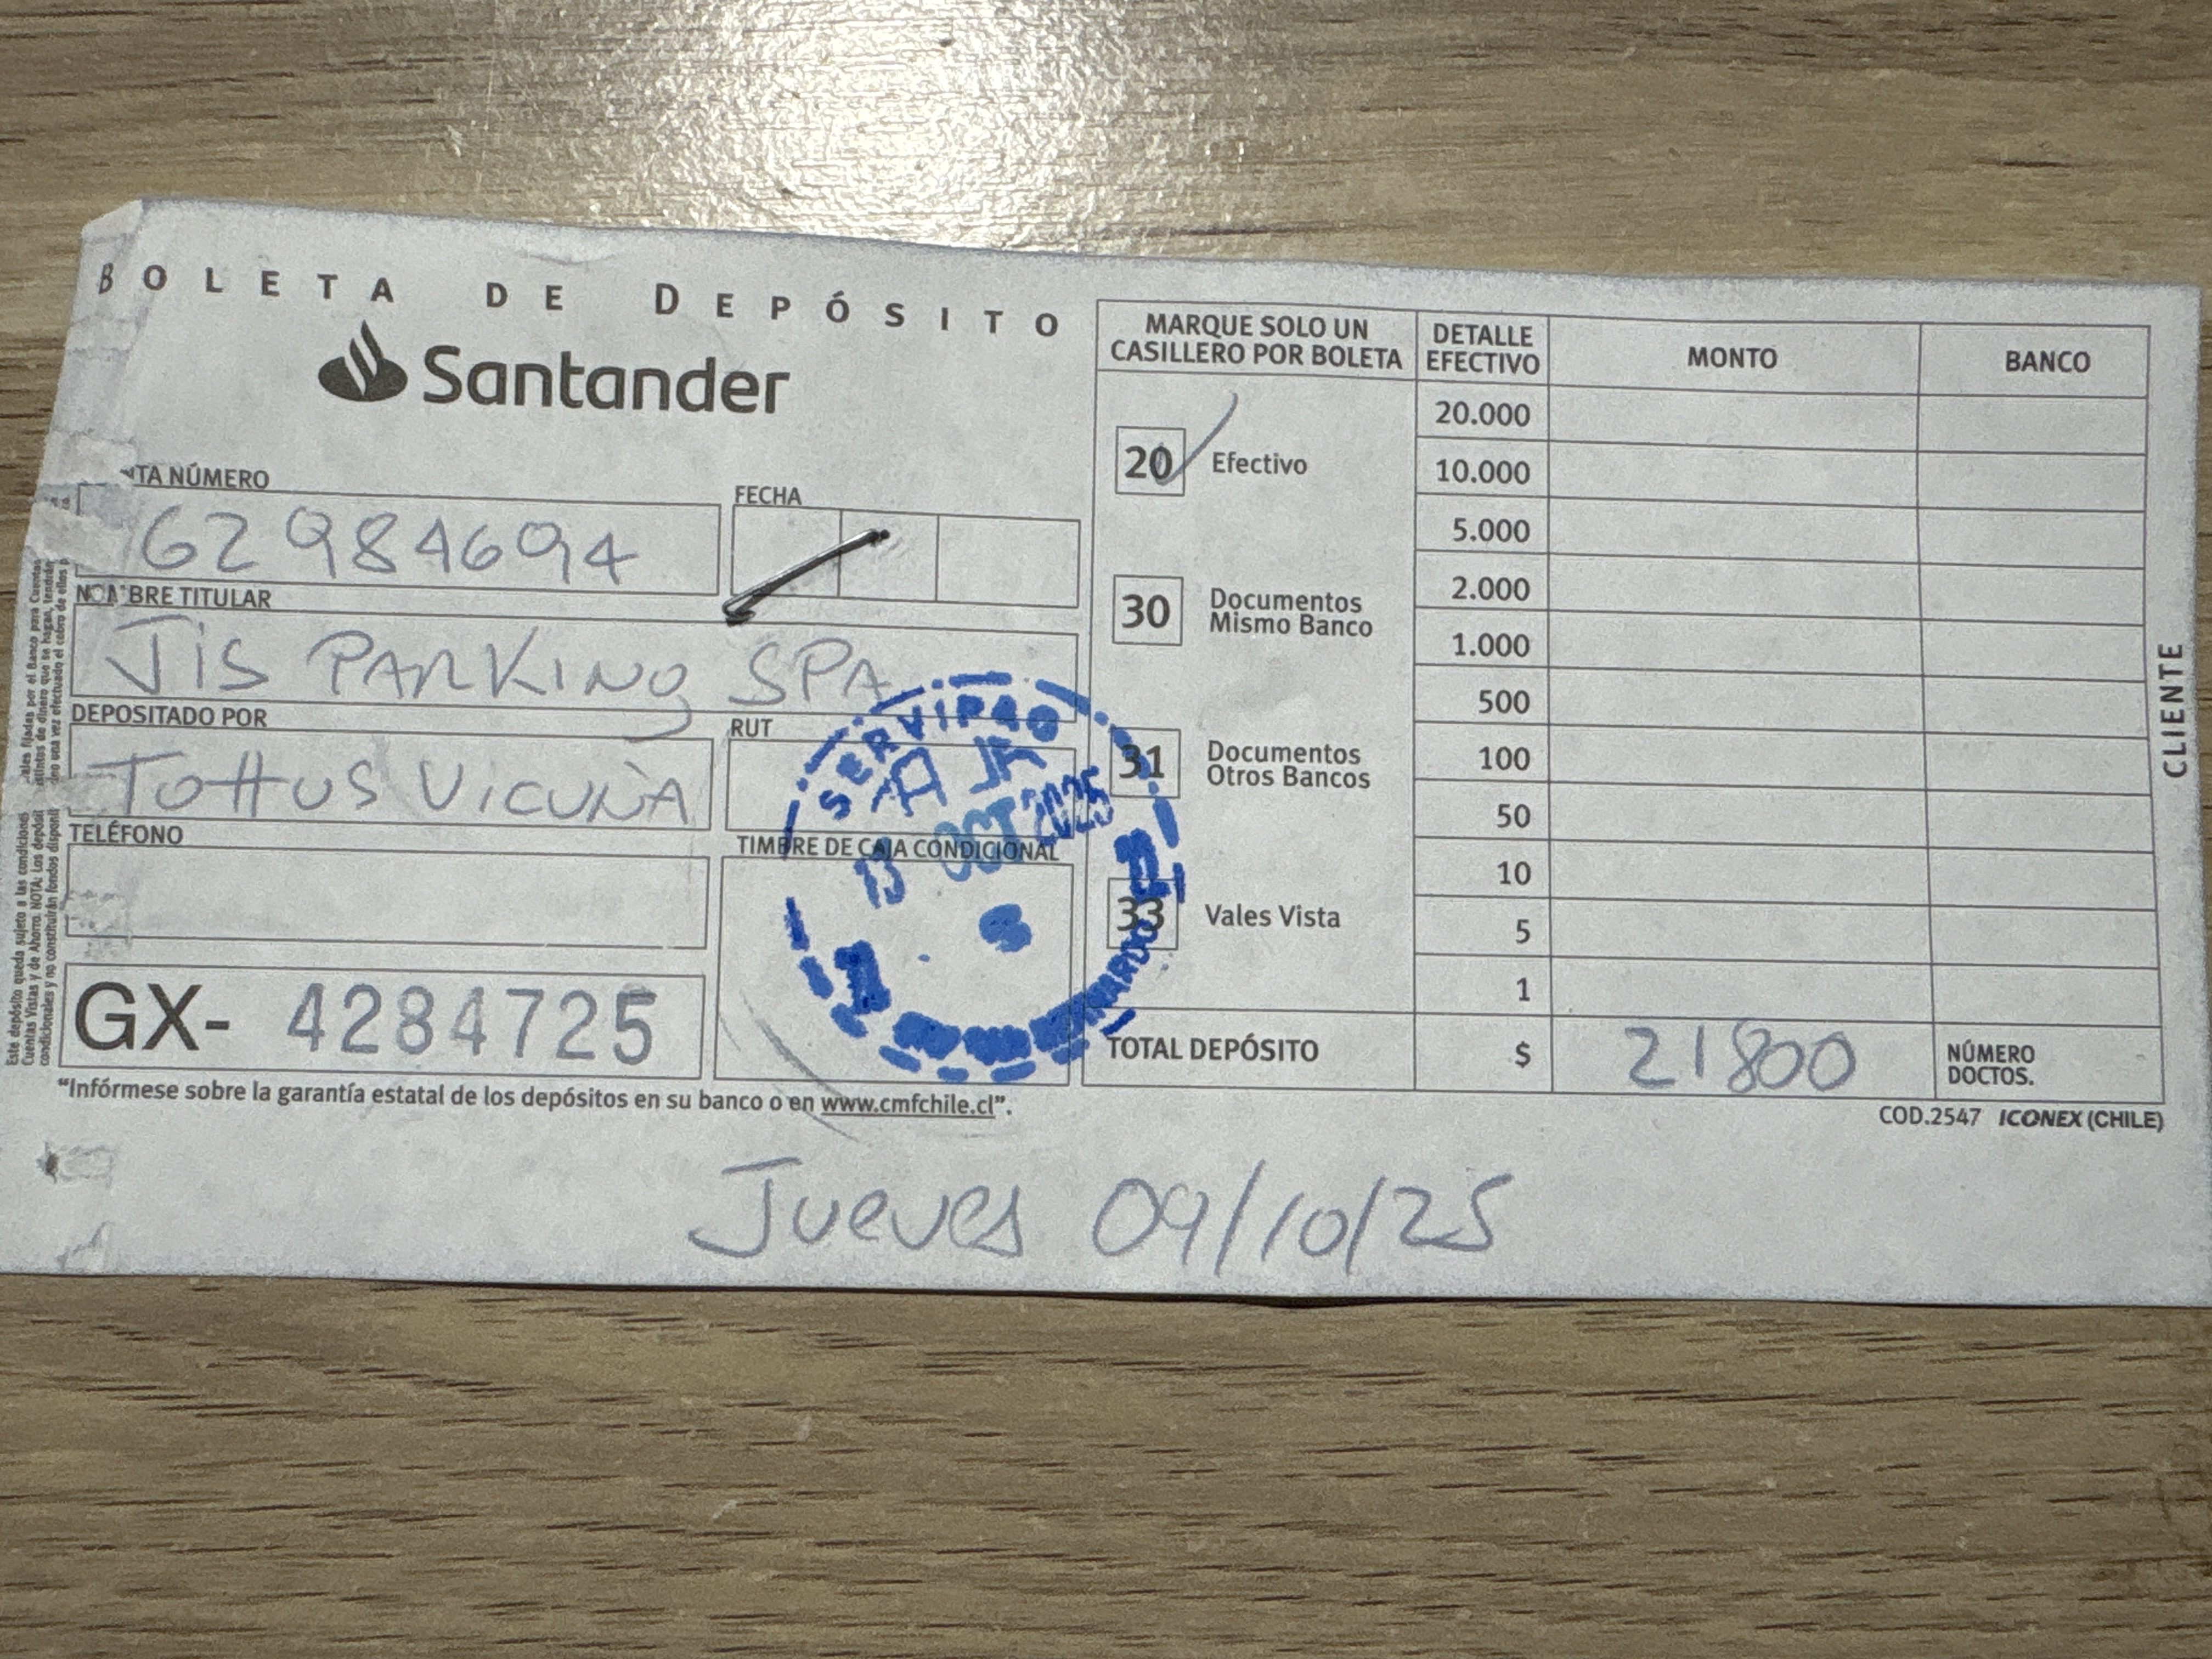 BOLETA DE DEPÓSITO
Santander
TA NÚMERO
62984694
FECHA
NOMBRE TITULAR
JIS PARKING SPA
DEPOSITADO POR
TOTTUS VICUÑA
RUT
TELÉFONO
TIMBRE DE CAJA CONDICIONAL
SERVIPAG
13 OCT 2025
GX- 4284725
"Infórmese sobre la garantía estatal de los depósitos en su banco o en www.cmfchile.cl".
MARQUE SOLO UN
CASILLERO POR BOLETA
20 Efectivo
30 Documentos
Mismo Banco
31 Documentos
Otros Bancos
33 Vales Vista
DETALLE
EFECTIVO
MONTO
BANCO
20.000
10.000
5.000
2.000
1.000
500
100
50
10
5
1
TOTAL DEPÓSITO $ 21800
NÚMERO
DOCTOS.
COD.2547 ICONEX (CHILE)
CLIENTE
Jueves 09/10/25